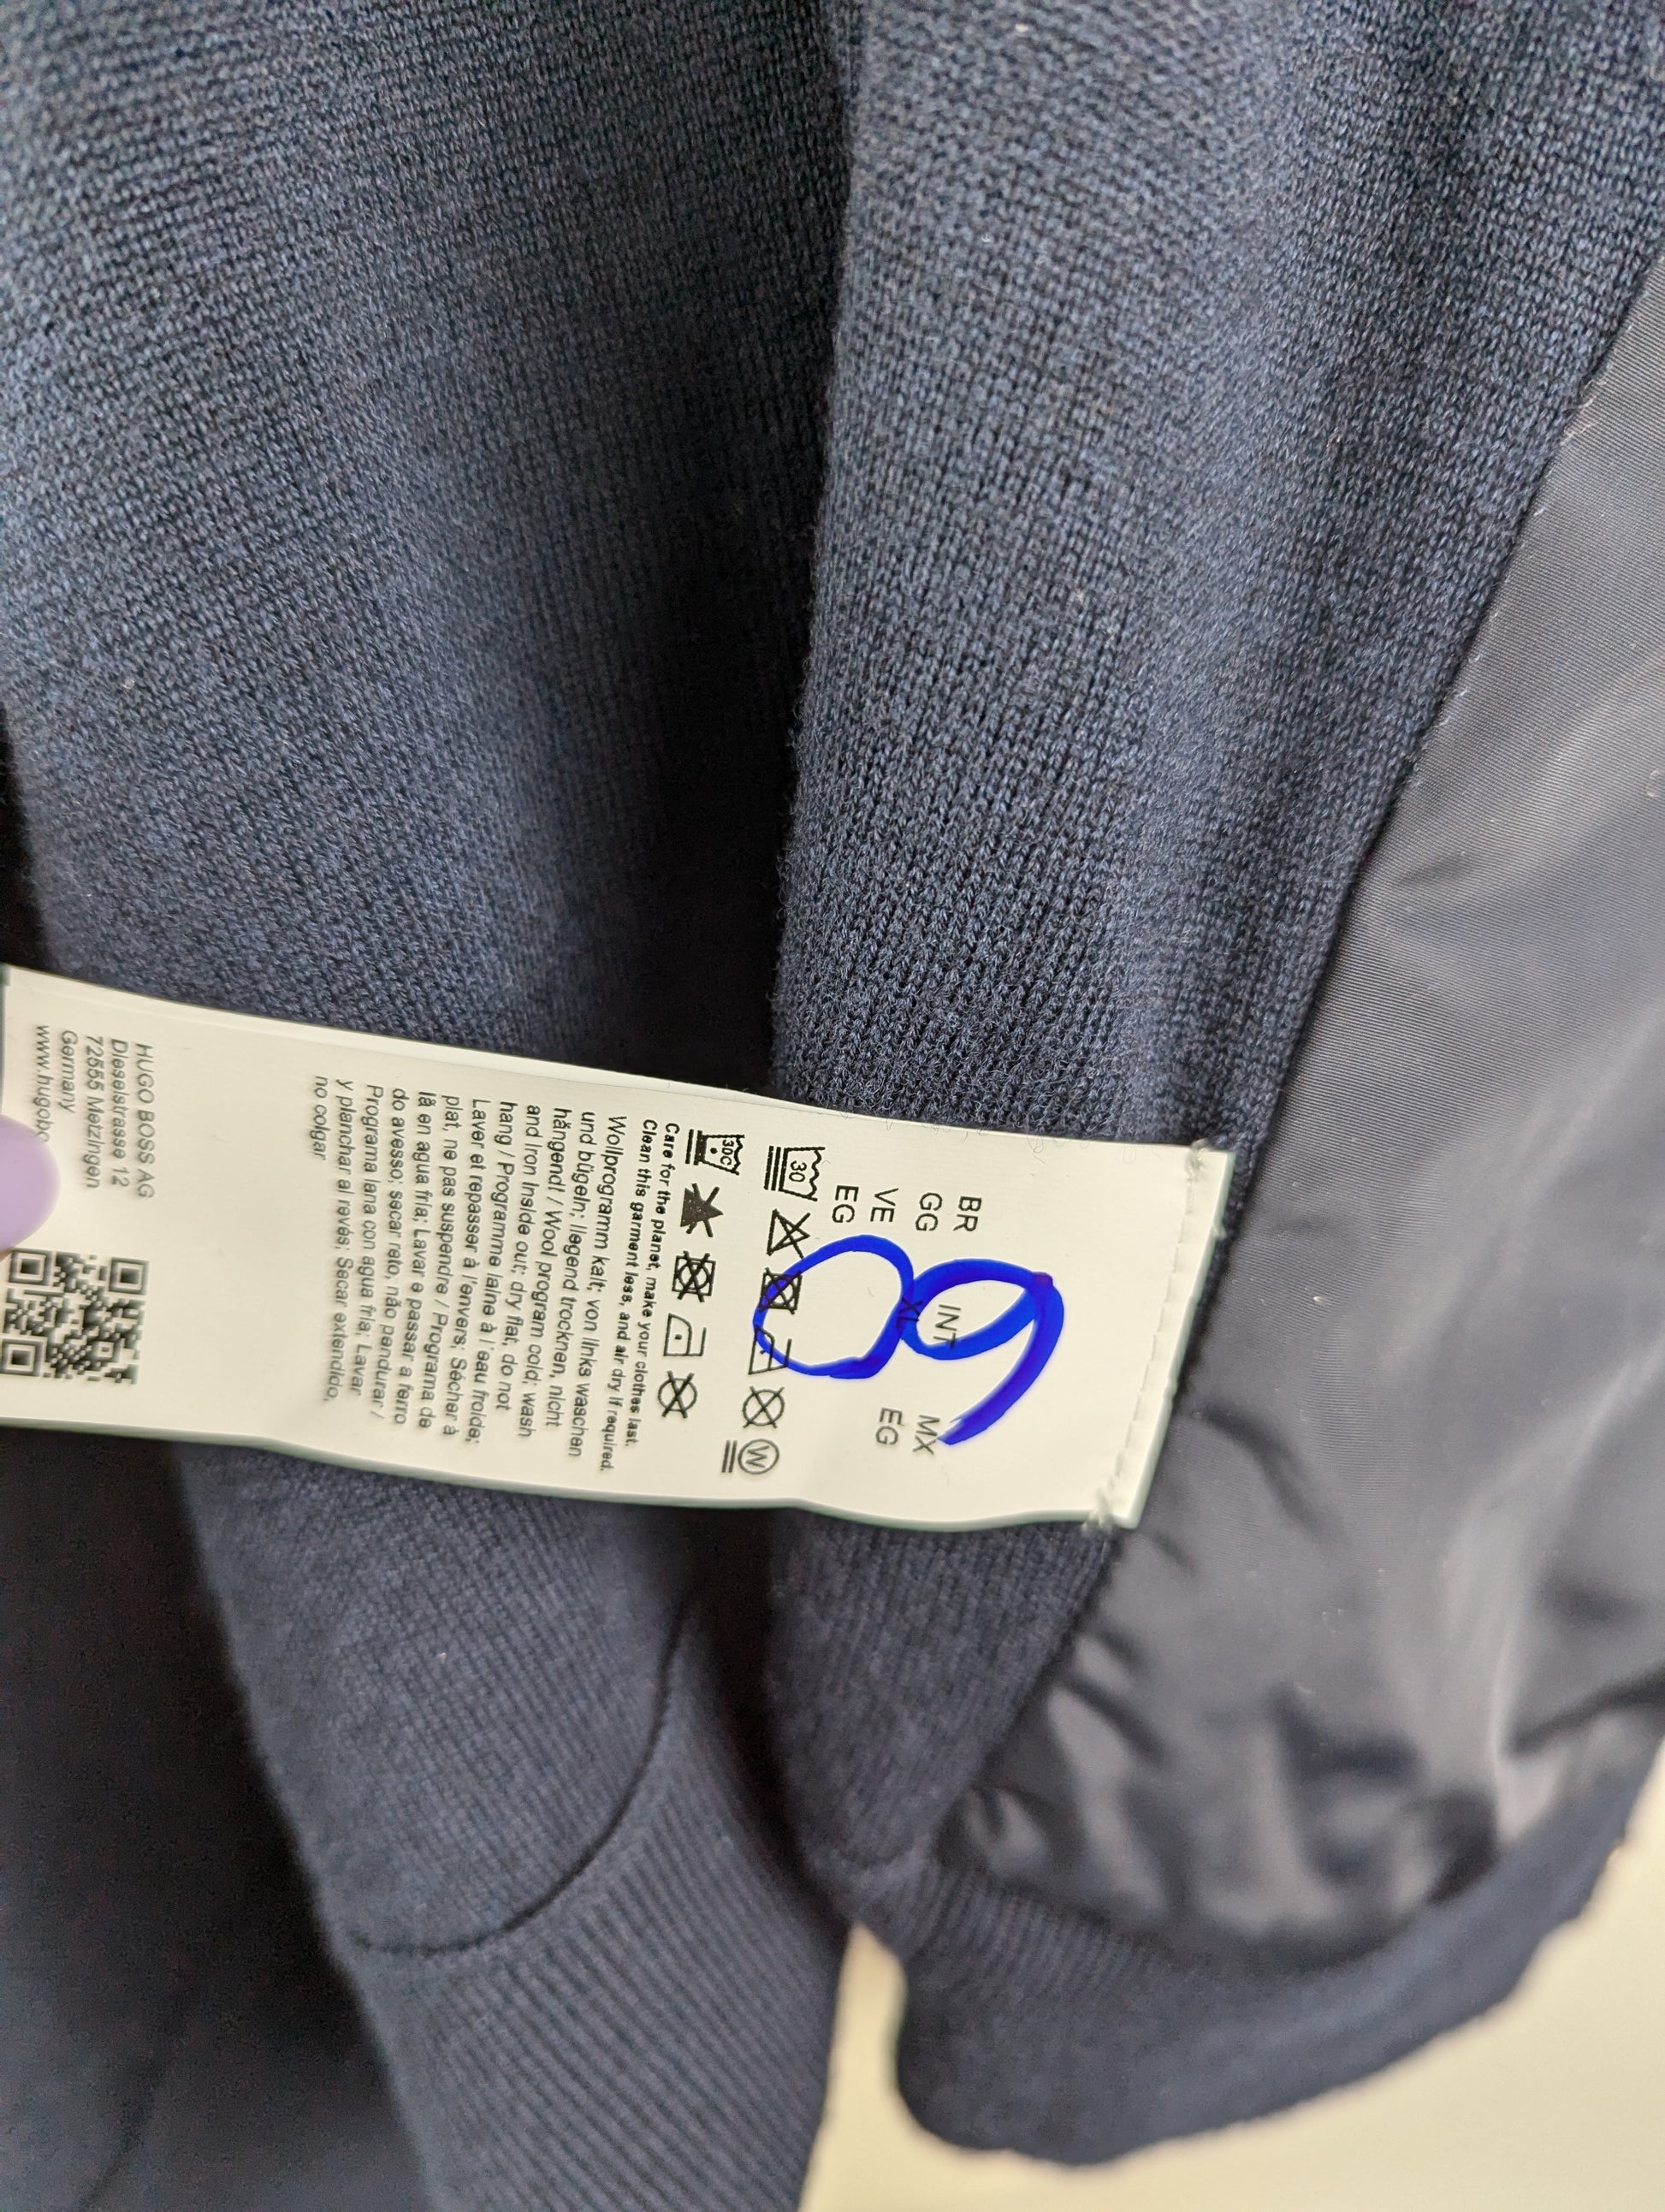 BR INT MX
GG XL EG
VE
EG
30 W
30C
Care for the planet, make your clothes last.
Clean this garment less, and air dry if required.
Wollprogramm kalt; von links waschen
und bügeln; liegend trocknen, nicht
hängend! / Wool program cold; wash
and iron inside out; dry flat, do not
hang / Programme laine à l'eau froide;
Laver et repasser à l'envers; Sécher à
plat, ne pas suspendre / Programa de
lã en agua fria; Lavar e passar a ferro
do avesso; secar reto, não pendurar /
Programa lana con agua fria; Lavar
y planchar al revés; Secar extendido,
no colgar
HUGO BOSS AG
Dieselstrasse 12
72555 Metzingen
Germany
www.hugobo